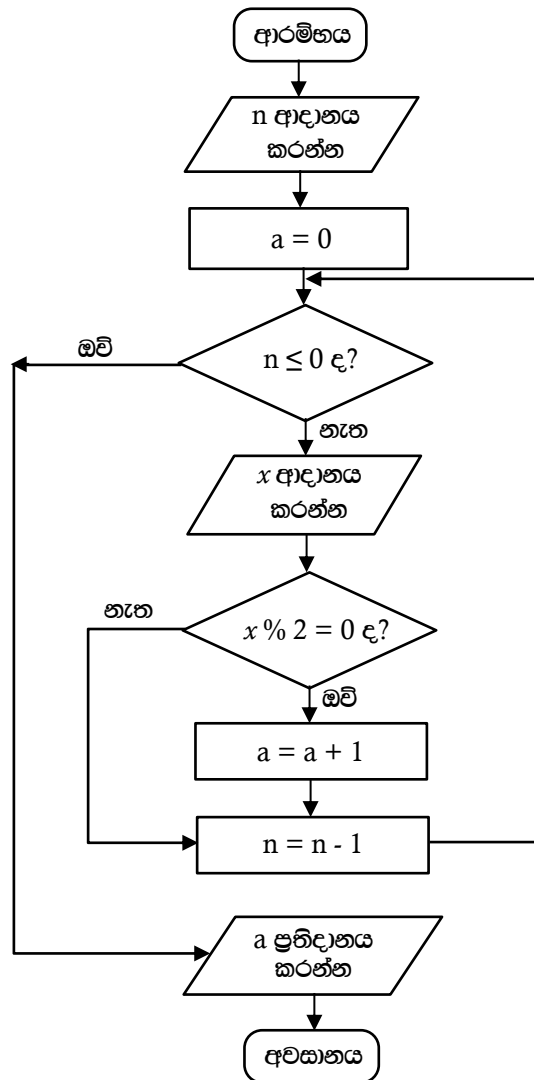 ආරම්භය
n ආදානය
කරන්න
a = 0
n ≤ 0 ද?
ඔව්
නැත
x ආදානය
කරන්න
x % 2 = 0 ද?
නැත
ඔව්
a = a + 1
n = n - 1
a ප්‍රතිදානය
කරන්න
අවසානය